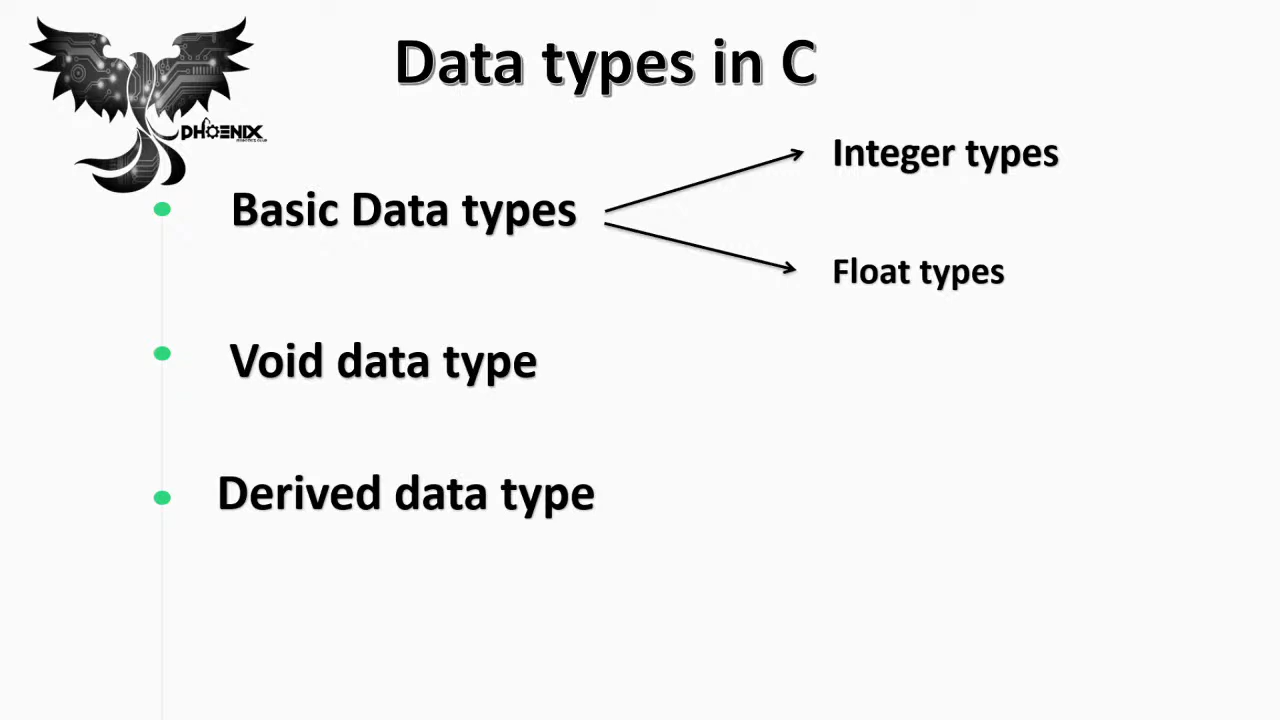 Data types in C
PHOENIX
Integer types
Basic Data types
Float types
Void data type
Derived data type